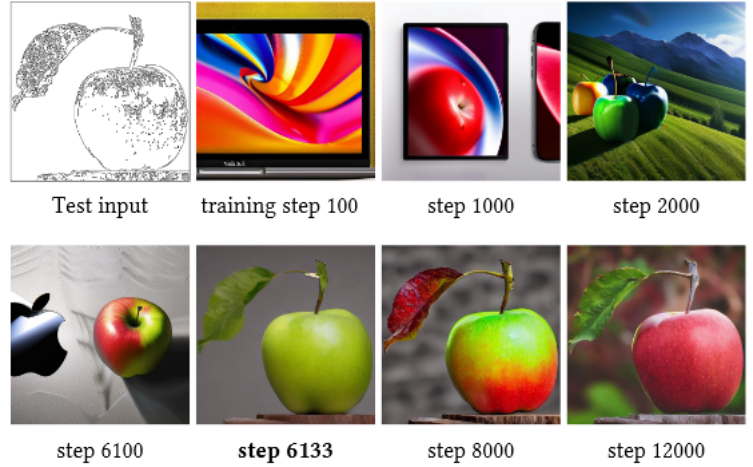 Test input
training step 100
step 1000
step 2000
step 6100
step 6133
step 8000
step 12000